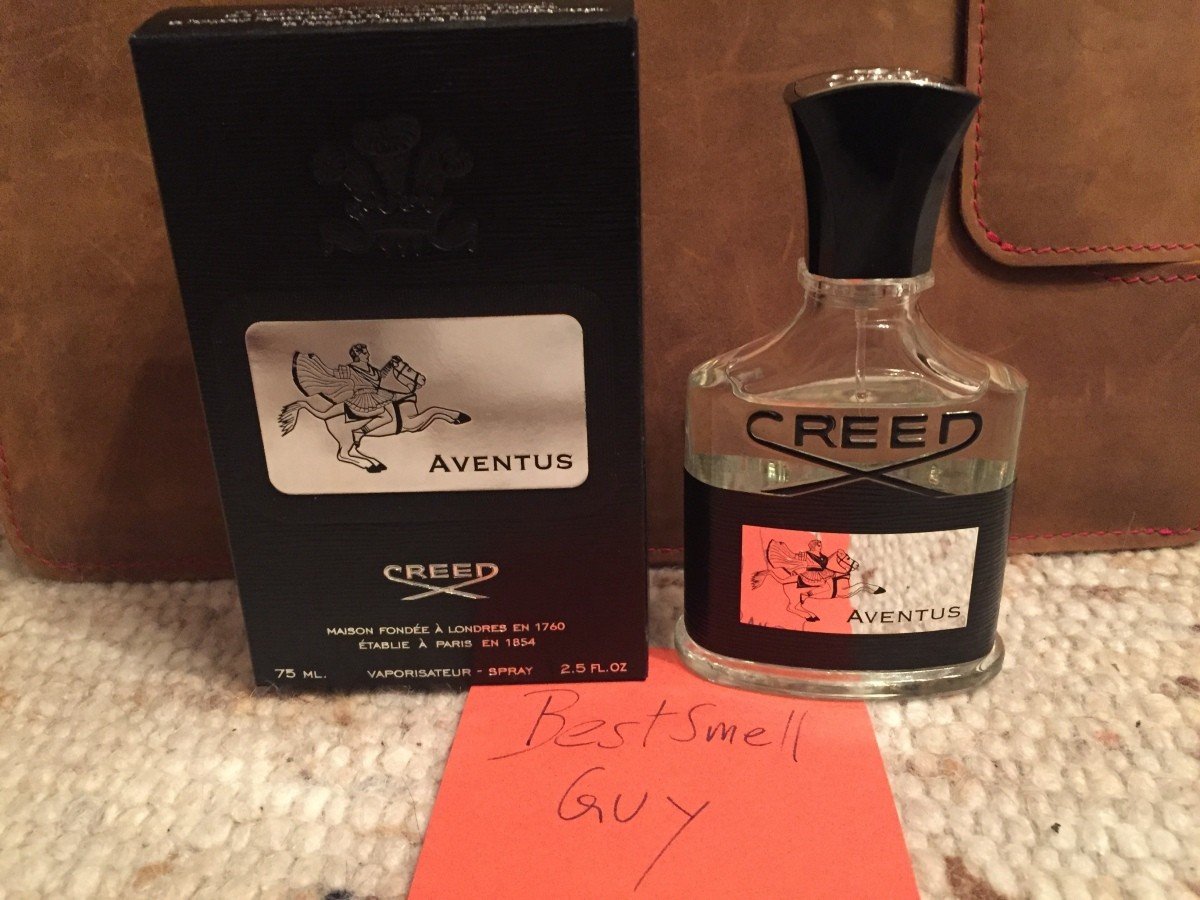 AVENTUS
CREED
MAISON FONDÉE À LONDRES EN 1760
ÉTABLIE À PARIS EN 1854
75 ML. VAPORISATEUR - SPRAY 2.5 FL.OZ
CREED
AVENTUS
BestSmell
Guy